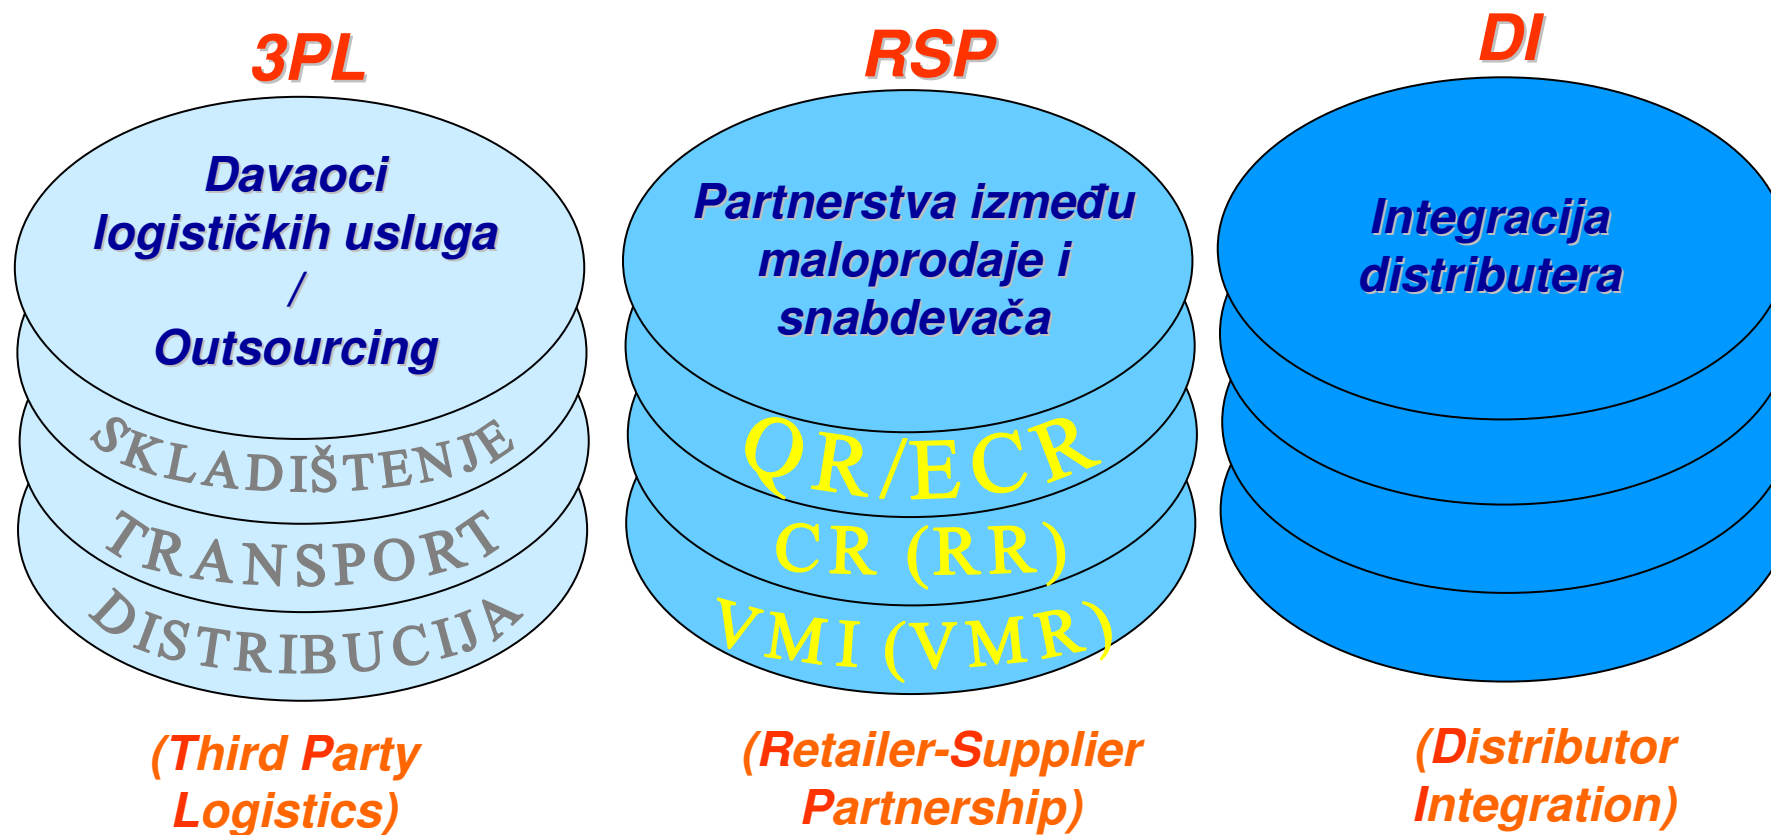 3PL
Davaoci
logističkih usluga
/
Outsourcing
SKLADIŠTENJE
TRANSPORT
DISTRIBUCIJA
(Third Party
Logistics)
RSP
Partnerstva između
maloprodaje i
snabdevača
QR/ECR
CR (RR)
VMI (VMR)
(Retailer-Supplier
Partnership)
DI
Integracija
distributera
(Distributor
Integration)